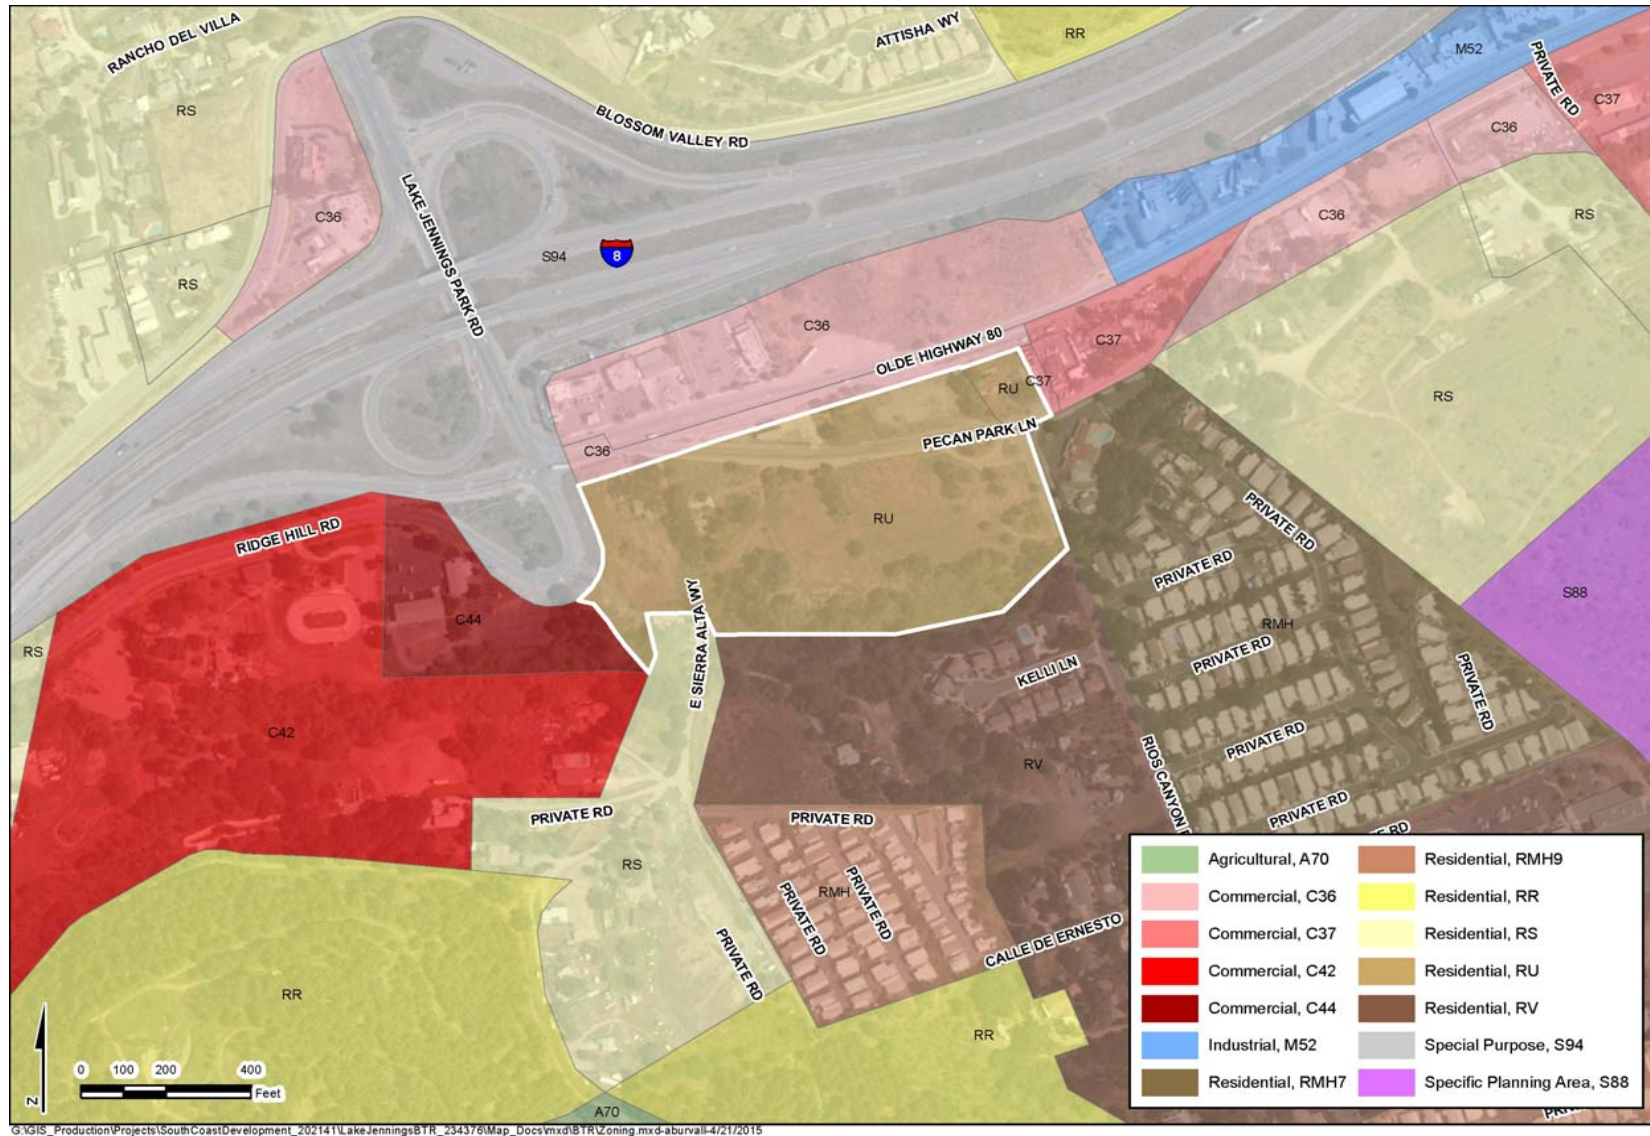 RANCHO DEL VILLA
ATTISHA WY
RR
M52
PRIVATE RD
C37
RS
BLOSSOM VALLEY RD
C36
C36
LAKE JENNINGS PARK RD
C36
RS
RS
S94
8
C36
OLDE HIGHWAY 80
C37
RU
C37
RS
PECAN PARK LN
C36
RU
RIDGE HILL RD
PRIVATE RD
PRIVATE RD
E SIERRA ALTA WY
S88
C44
RMH
RS
PRIVATE RD
KELLI LN
PRIVATE RD
C42
PRIVATE RD
RV
RIOS CANYON
PRIVATE RD
PRIVATE RD
PRIVATE RD
RD
RS
RMH
PRIVATE RD
PRIVATE RD
CALLE DE ERNESTO
PRIVATE RD
RR
RR
A70
Agricultural, A70
Commercial, C36
Commercial, C37
Commercial, C42
Commercial, C44
Industrial, M52
Residential, RMH7
Residential, RMH9
Residential, RR
Residential, RS
Residential, RU
Residential, RV
Special Purpose, S94
Specific Planning Area, S88
N
0 100 200 400
Feet
G:\GIS_Production\Projects\SouthCoastDevelopment_202141\LakeJenningsBTR_234376\Map_Docs\mxd\BTR\Zoning.mxd-aburvall-4/21/2015